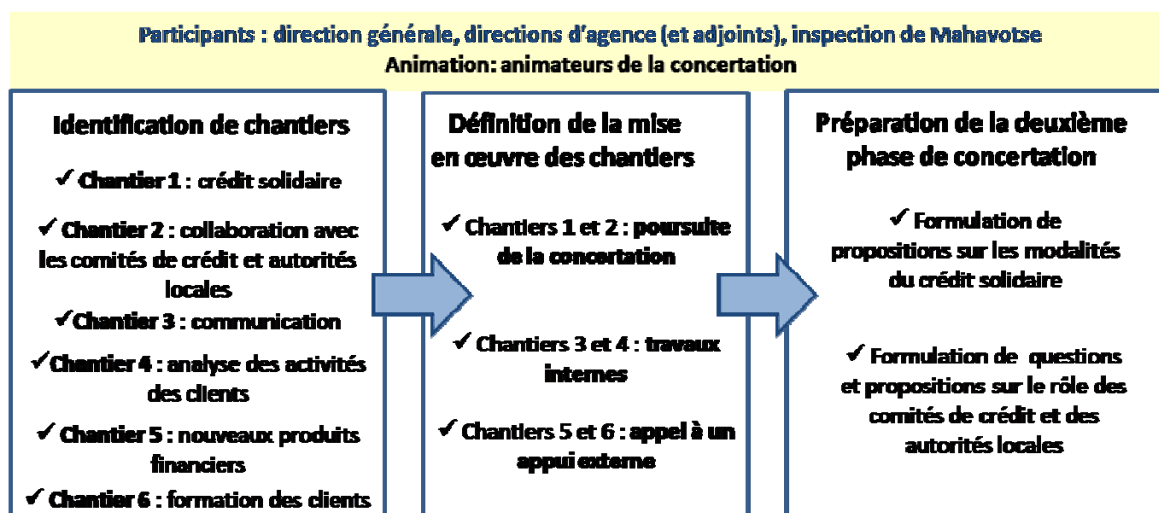 Participants : direction générale, directions d'agence (et adjoints), inspection de Mahavotse
Animation: animateurs de la concertation
Identification de chantiers
✓ Chantier 1 : crédit solidaire
✓ Chantier 2 : collaboration avec
les comités de crédit et autorités
locales
✓Chantier 3 : communication
✓Chantier 4 : analyse des activités
des clients
✓ Chantier 5 : nouveaux produits
financiers
✓ Chantier 6 : formation des clients
Définition de la mise
en œuvre des chantiers
✓ Chantiers 1 et 2 : poursuite
de la concertation
✓ Chantiers 3 et 4 : travaux
internes
✓ Chantiers 5 et 6 : appel à un
appui externe
Préparation de la deuxième
phase de concertation
✓ Formulation de
propositions sur les modalités
du crédit solidaire
✓ Formulation de questions
et propositions sur le rôle des
comités de crédit et des
autorités locales